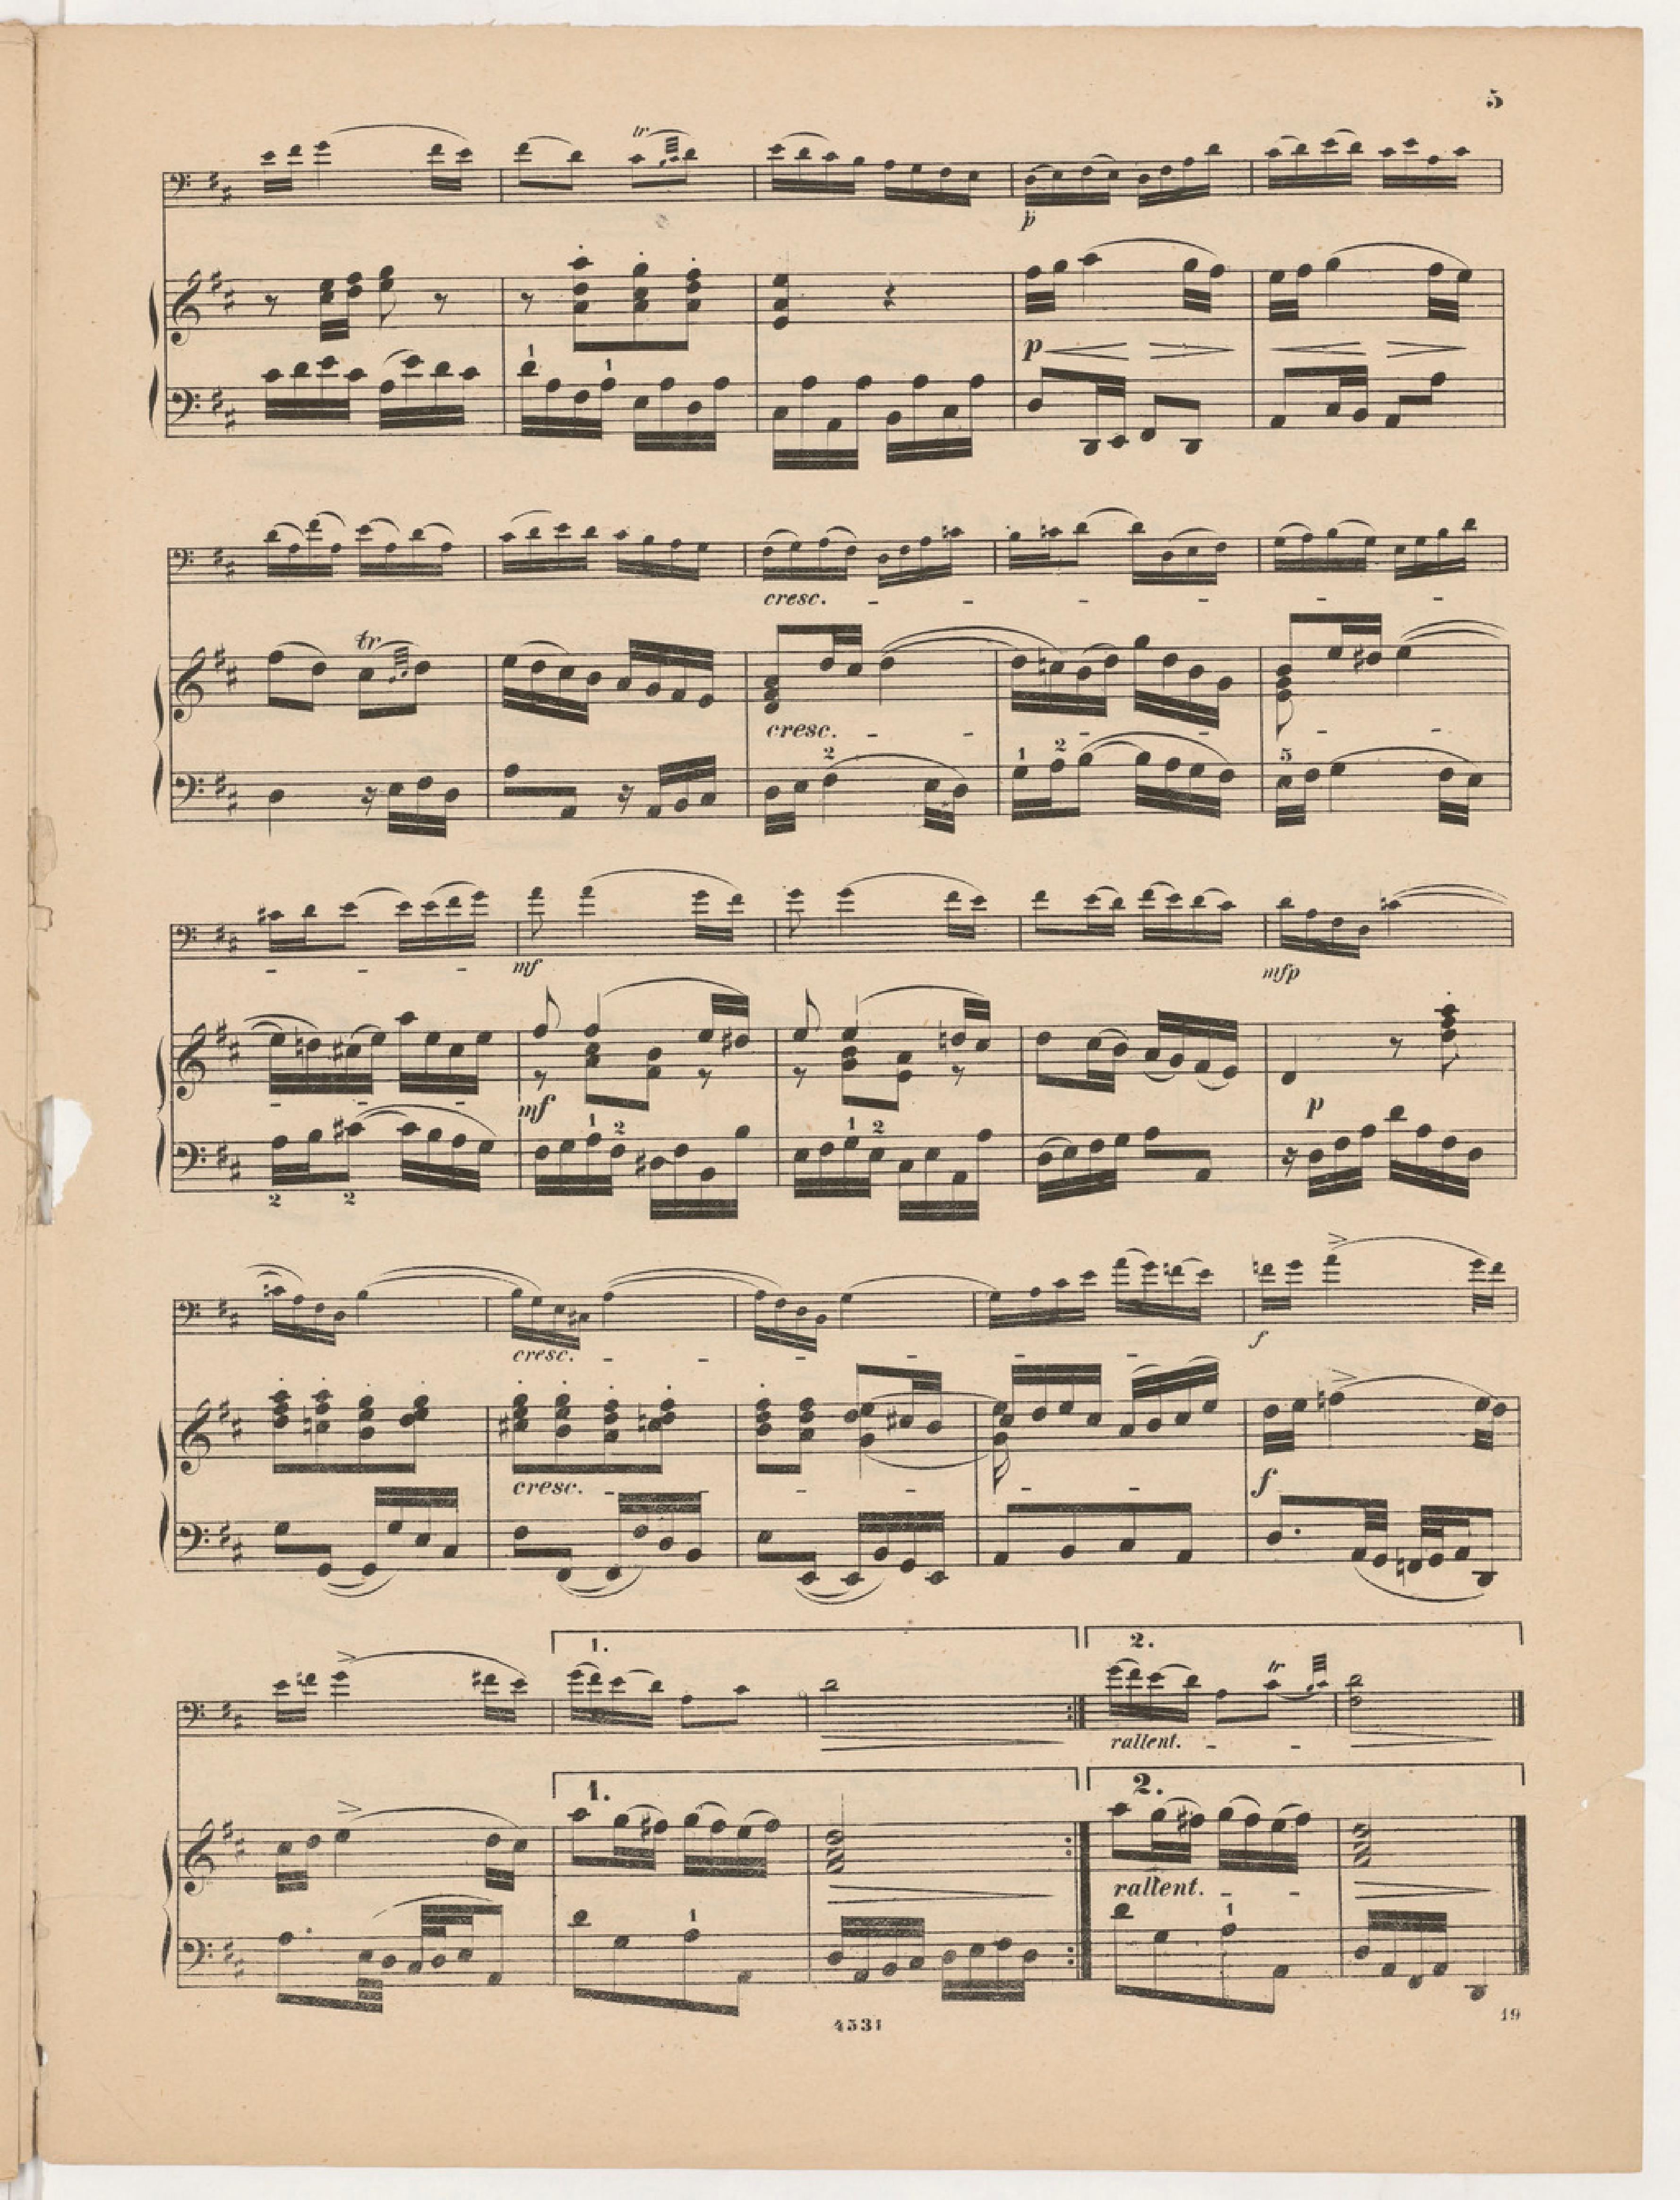 5
tr
p
1 1
p
tr
cresc.
cresc.
2 1 2 5
mf mfp
mf p
1 2 1 2
2 2
cresc. f
cresc. f
1. 2.
tr
rallent.
1. 2.
rallent.
1 1
4531 19